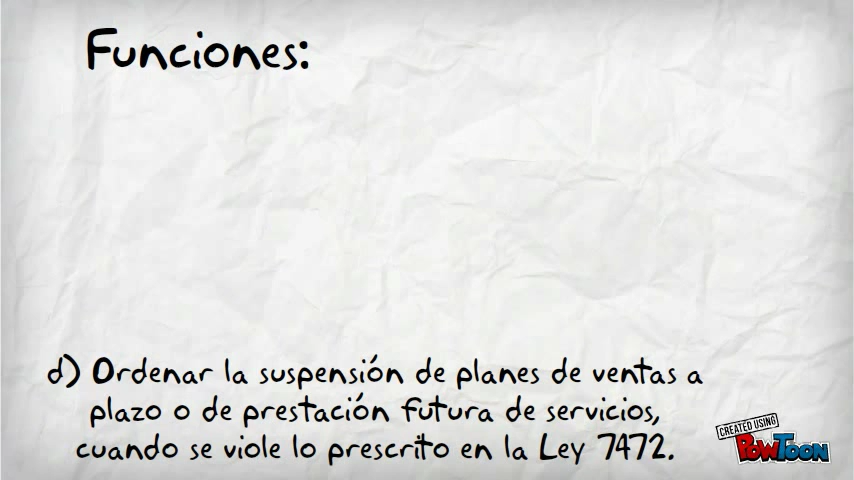 Funciones:
d) Ordenar la suspensión de planes de ventas a
plazo o de prestación futura de servicios,
cuando se viole lo prescrito en la Ley 7472.
CREATED USING
POWTOON